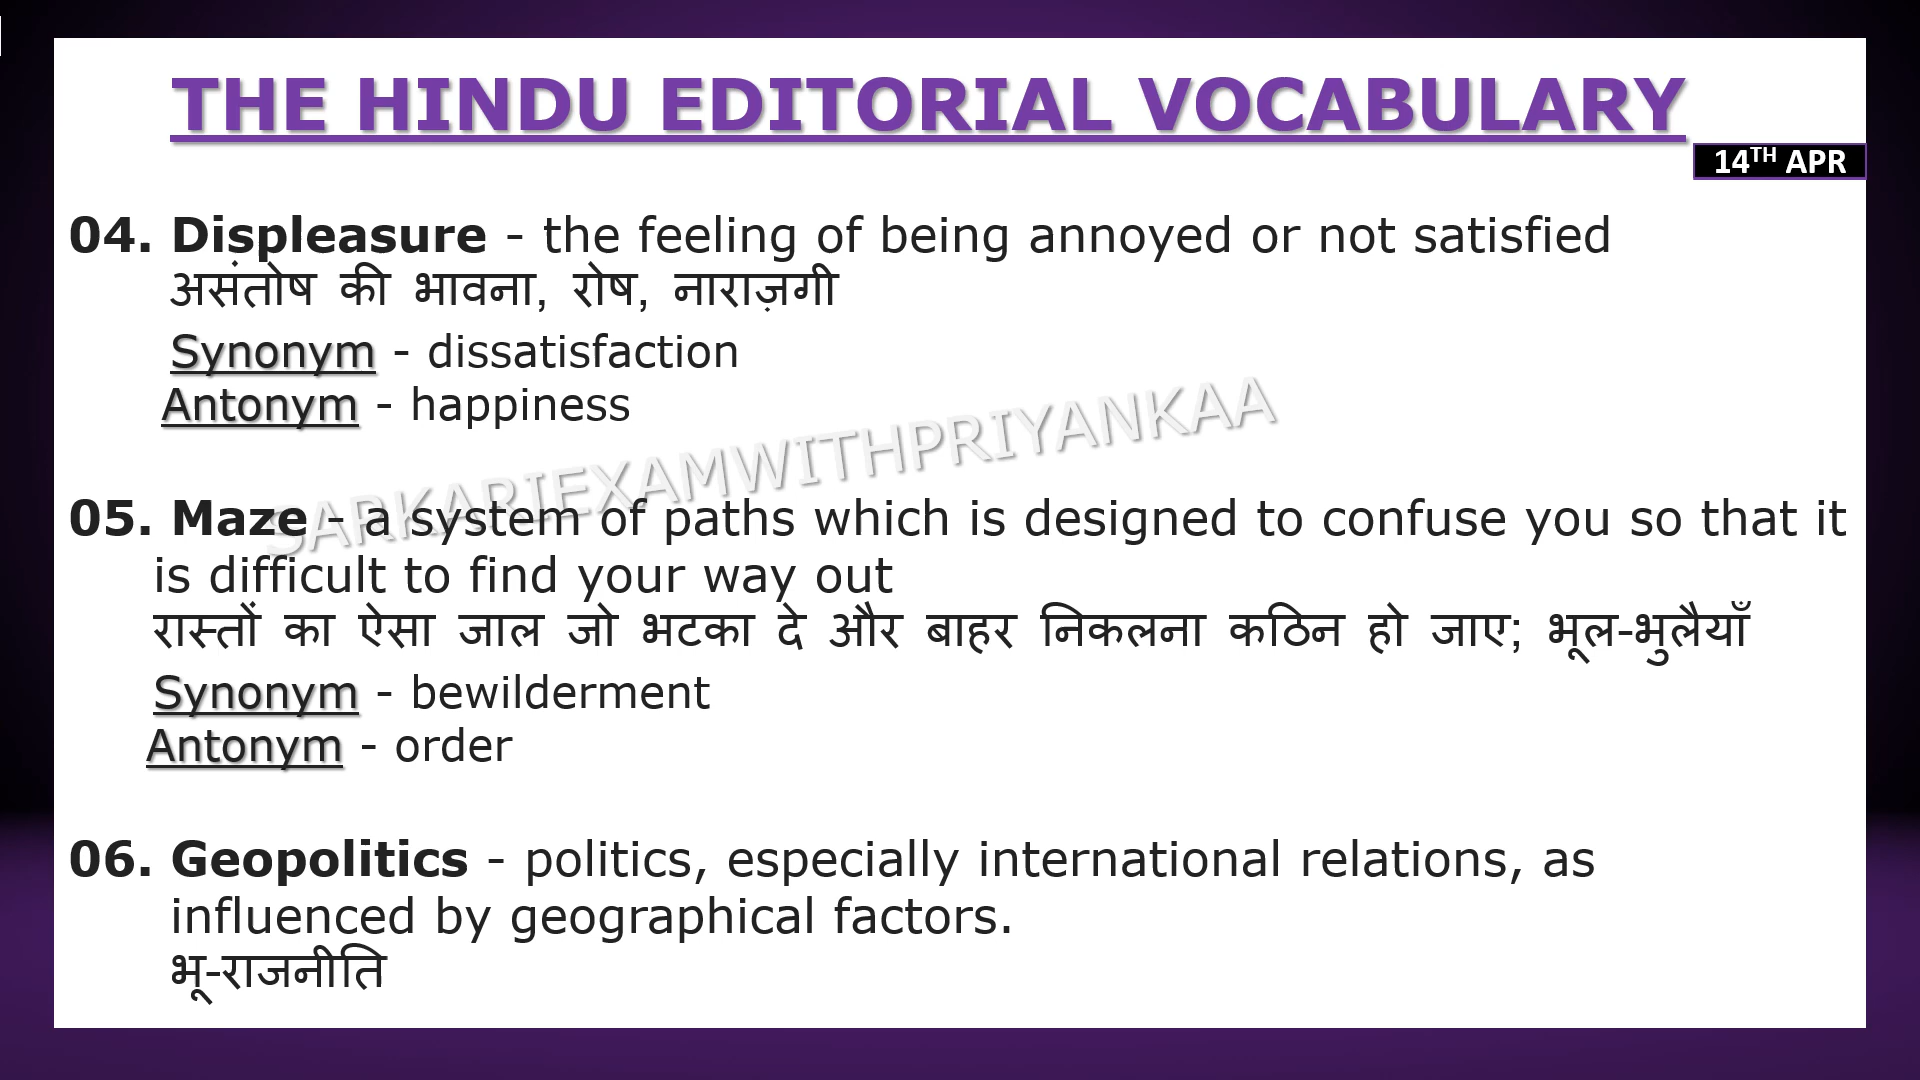 THE HINDU EDITORIAL VOCABULARY
14TH APR
04. Displeasure - the feeling of being annoyed or not satisfied
असंतोष की भावना, रोष, नाराज़गी
Synonym - dissatisfaction
Antonym - happiness
SARKARIEXAMWITHPRIYANKAA
05. Maze - a system of paths which is designed to confuse you so that it
is difficult to find your way out
रास्तों का ऐसा जाल जो भटका दे और बाहर निकलना कठिन हो जाए; भूल-भुलैयाँ
Synonym - bewilderment
Antonym - order
06. Geopolitics - politics, especially international relations, as
influenced by geographical factors.
भू-राजनीति